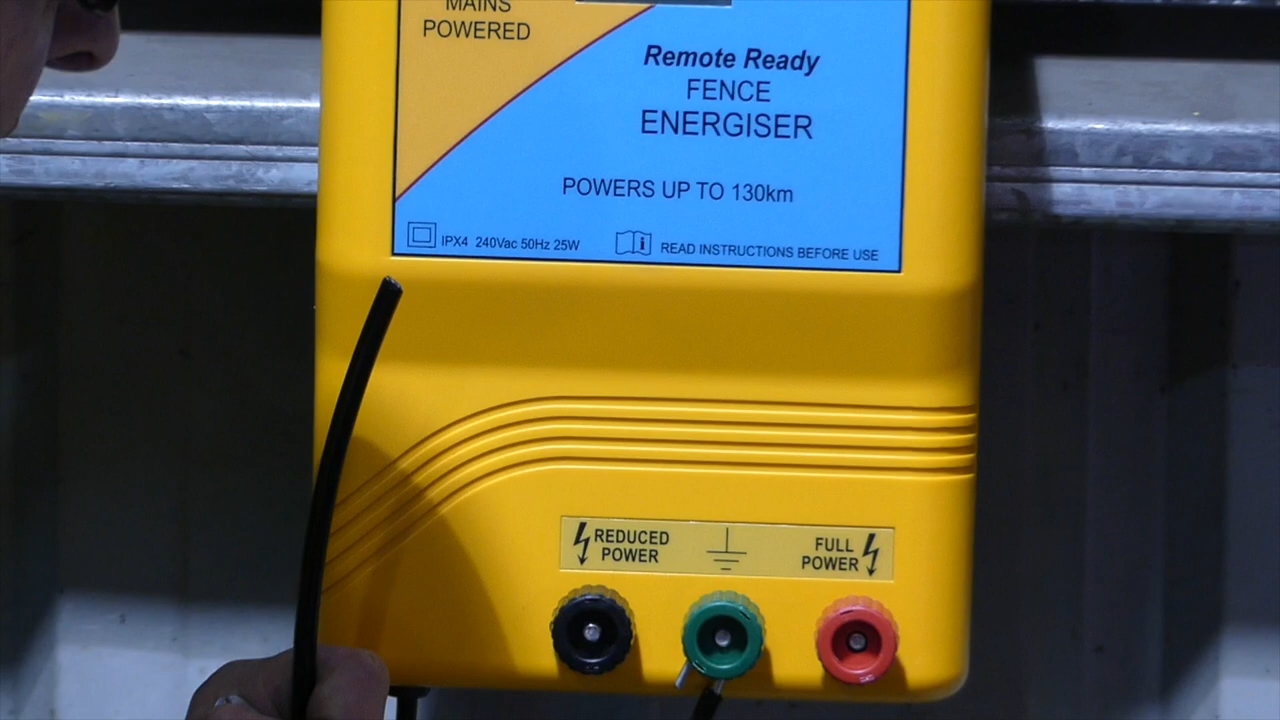 MAINS
POWERED
Remote Ready
FENCE
ENERGISER
POWERS UP TO 130km
IPX4 240Vac 50Hz 25W
READ INSTRUCTIONS BEFORE USE
REDUCED
POWER
FULL
POWER